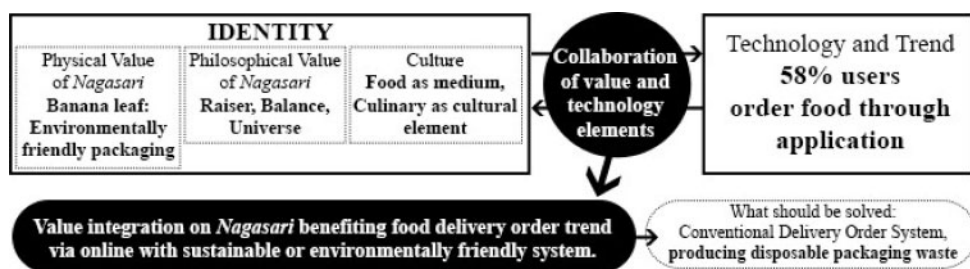 IDENTITY
Physical Value
of Nagasari
Banana leaf:
Environmentally
friendly packaging
Philosophical Value
of Nagasari
Raiser, Balance,
Universe
Culture
Food as medium,
Culinary as cultural
element
Collaboration
of value and
technology
elements
Technology and Trend
58% users
order food through
application
Value integration on Nagasari benefiting food delivery order trend
via online with sustainable or environmentally friendly system.
What should be solved:
Conventional Delivery Order System,
producing disposable packaging waste